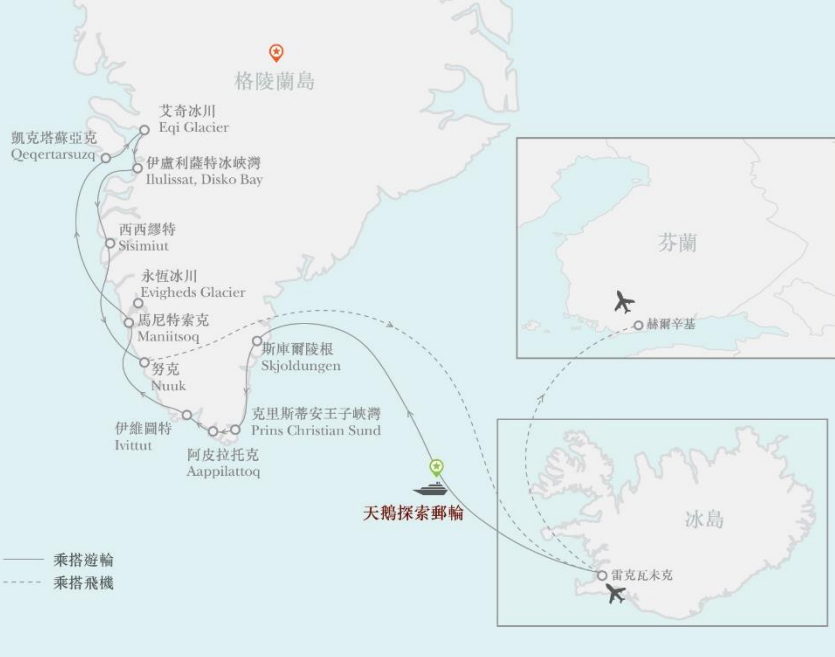 格陵蘭島
艾奇冰川
Eqi Glacier
凱克塔蘇亞克
Qeqertarsuzq
伊盧利薩特冰峽灣
Ilulissat, Disko Bay
西西繆特
Sisimiut
永恆冰川
Evigheds Glacier
馬尼特索克
Maniitsoq
努克
Nuuk
斯庫爾陵根
Skjoldungen
伊維圖特
Ivittut
克里斯蒂安王子峽灣
Prins Christian Sund
阿皮拉托克
Aappilattoq
天鵝探索郵輪
芬蘭
赫爾辛基
冰島
雷克瓦未克
乘搭遊輪
乘搭飛機